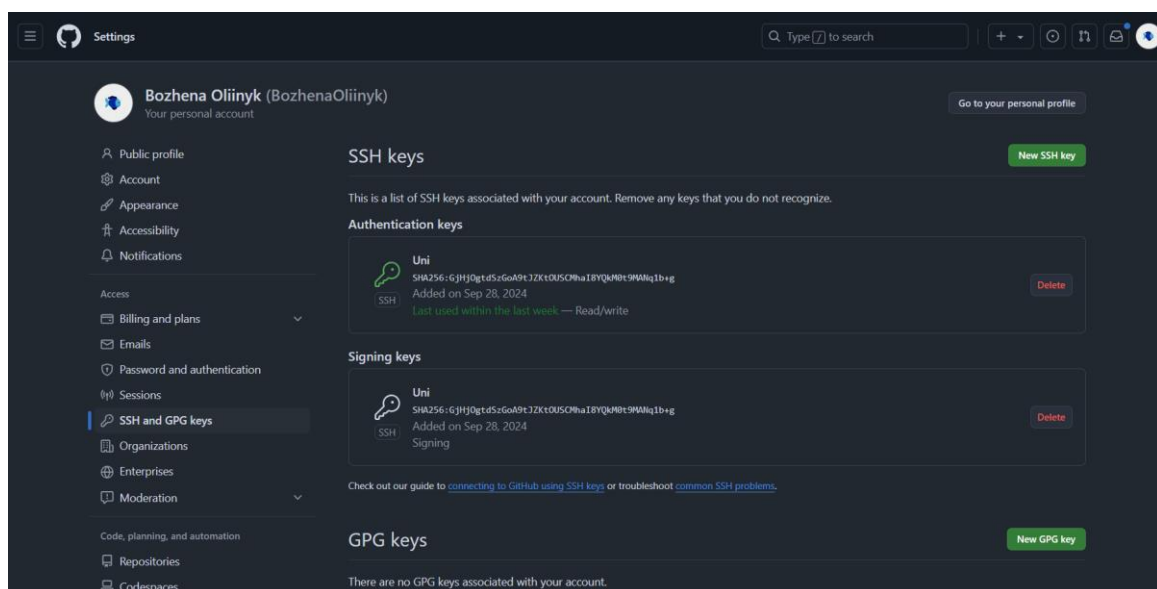 Settings
Type / to search
Bozhena Oliinyk (BozhenaOliinyk)
Your personal account
Go to your personal profile
Public profile
Account
Appearance
Accessibility
Notifications
Access
Billing and plans
Emails
Password and authentication
Sessions
SSH and GPG keys
Organizations
Enterprises
Moderation
Code, planning, and automation
Repositories
Codespaces
SSH keys
New SSH key
This is a list of SSH keys associated with your account. Remove any keys that you do not recognize.
Authentication keys
Uni
SSH
Added on Sep 28, 2024
Last used within the last week — Read/write
Delete
Signing keys
Uni
SSH
Added on Sep 28, 2024
Signing
Delete
Check out our guide to connecting to GitHub using SSH keys or troubleshoot common SSH problems.
GPG keys
New GPG key
There are no GPG keys associated with your account.